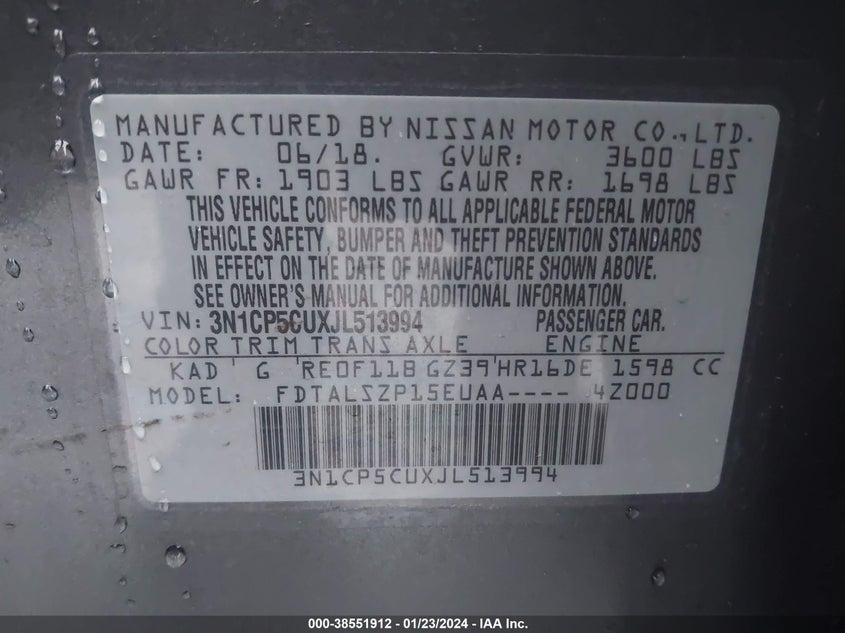 MANUFACTURED BY NISSAN MOTOR CO., LTD.
DATE: 06/18. GVWR: 3600 LBS
GAWR FR: 1903 LBS GAWR RR: 1698 LBS
THIS VEHICLE CONFORMS TO ALL APPLICABLE FEDERAL MOTOR
VEHICLE SAFETY, BUMPER AND THEFT PREVENTION STANDARDS
IN EFFECT ON THE DATE OF MANUFACTURE SHOWN ABOVE.
SEE OWNER'S MANUAL FOR ADDITIONAL INFORMATION.
VIN: 3N1CP5CUXJL513994 PASSENGER CAR.
COLOR TRIM TRANS AXLE ENGINE
KAD G RE0F11B GZ39 HR16DE 1598 CC
MODEL: FDTALSZP15EUAA---- J4Z000
3N1CP5CUXJL513994
000-38551912 / 01/23/2024 - IAA Inc.